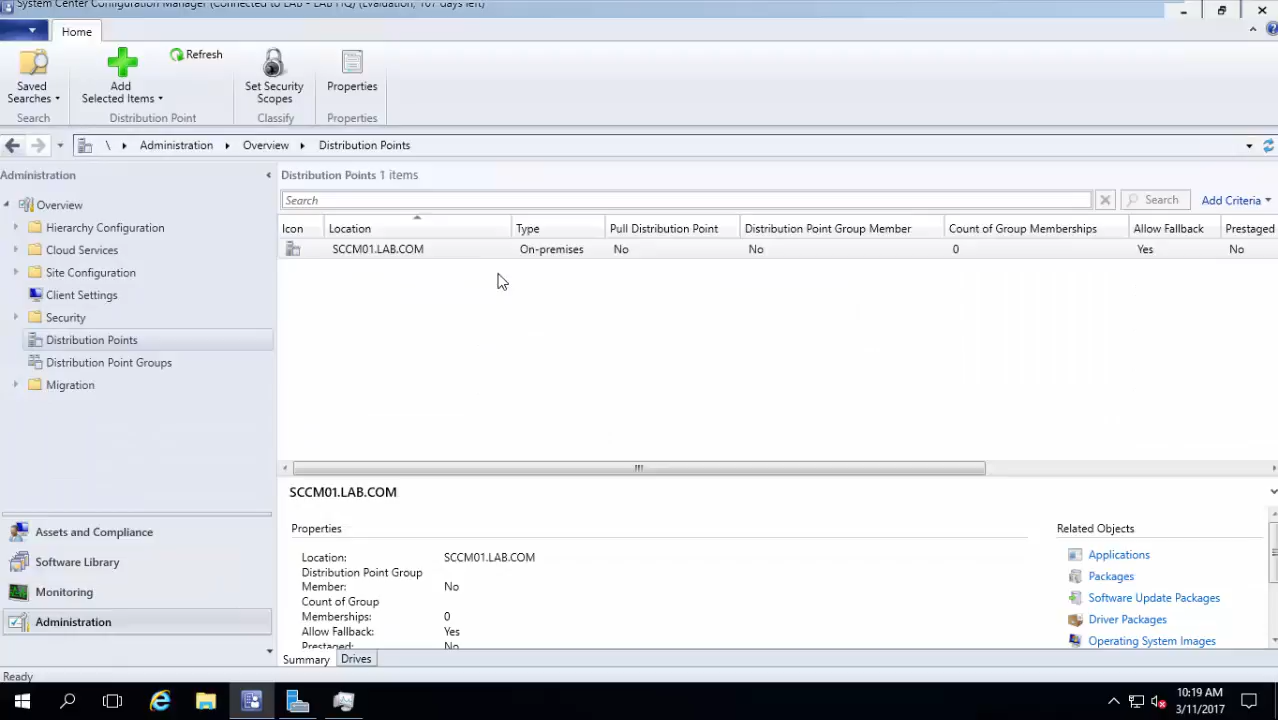 System Center Configuration Manager (Connected to LAB - LAB HQ) (Evaluation, 167 days left)
Home
Saved Searches
Add Selected Items
Refresh
Set Security Scopes
Properties
Search
Distribution Point
Classify
Properties
\ Administration Overview Distribution Points
Administration
Overview
Hierarchy Configuration
Cloud Services
Site Configuration
Client Settings
Security
Distribution Points
Distribution Point Groups
Migration
Assets and Compliance
Software Library
Monitoring
Administration
Distribution Points 1 items
Search
Search
Add Criteria
Icon Location Type Pull Distribution Point Distribution Point Group Member Count of Group Memberships Allow Fallback Prestaged
SCCM01.LAB.COM On-premises No No 0 Yes No
SCCM01.LAB.COM
Properties
Location: SCCM01.LAB.COM
Distribution Point Group
Member: No
Count of Group
Memberships: 0
Allow Fallback: Yes
Prestaged: No
Related Objects
Applications
Packages
Software Update Packages
Driver Packages
Operating System Images
Summary Drives
Ready
10:19 AM
3/11/2017